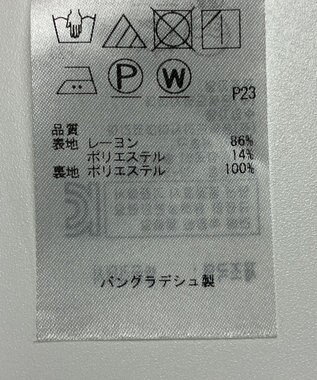 P W
P23
品質
表地 レーヨン 86%
ポリエステル 14%
裏地 ポリエステル 100%
バングラデシュ製